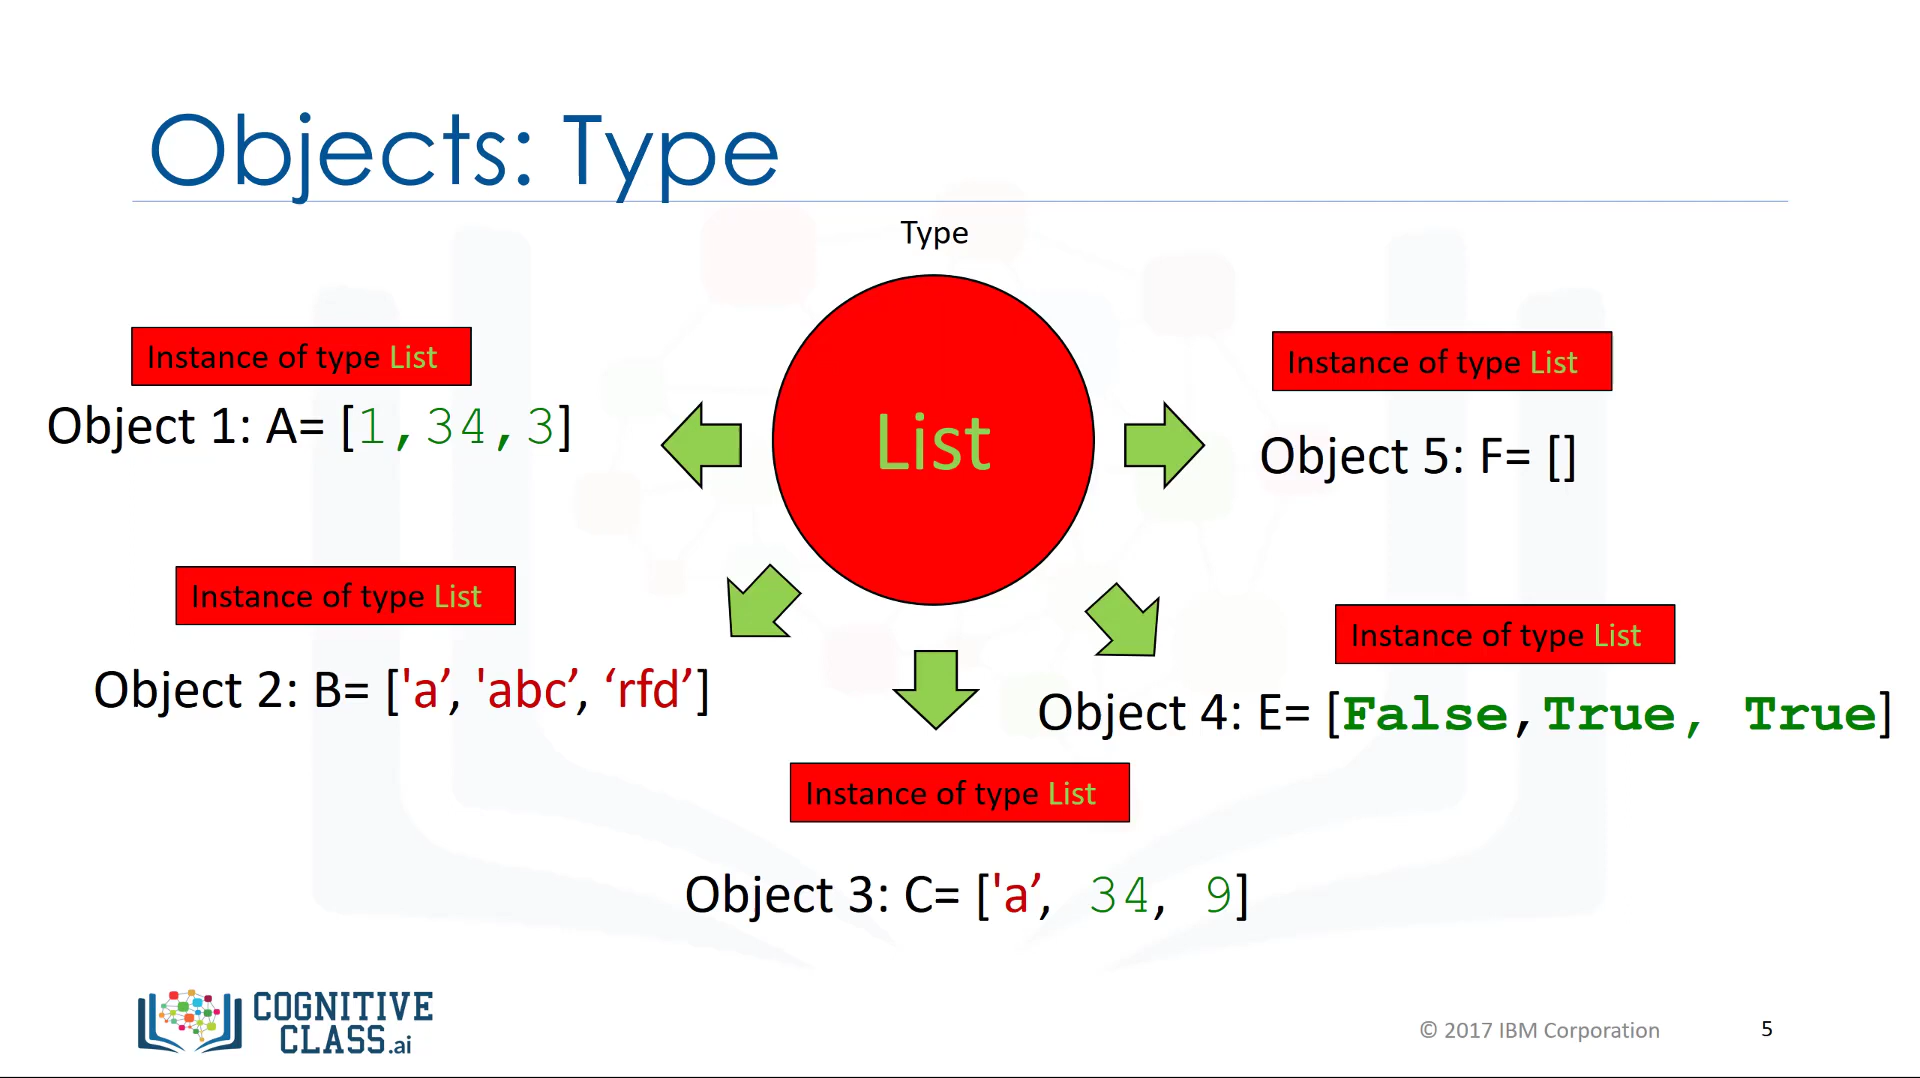 Objects: Type
Type
Instance of type List
Object 1: A= [1,34,3]
List
Instance of type List
Object 5: F= []
Instance of type List
Object 2: B= ['a’, 'abc’, ‘rfd’]
Instance of type List
Object 4: E= [False,True, True]
Instance of type List
Object 3: C= ['a’, 34, 9]
COGNITIVE
CLASS.ai
© 2017 IBM Corporation
5